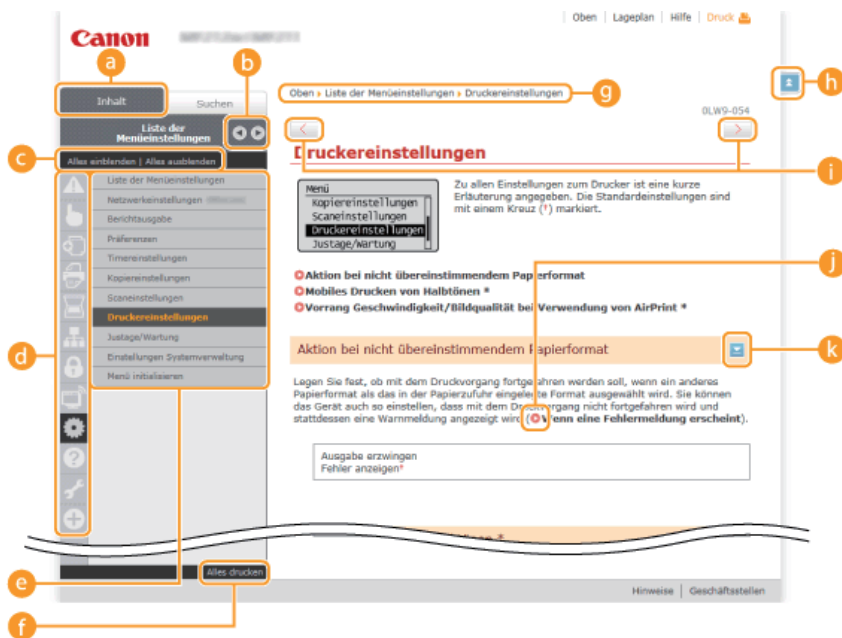 Oben | Lageplan | Hilfe | Druck
Canon
a
b
Inhalt
Suchen
Oben › Liste der Menüeinstellungen › Druckereinstellungen
g
h
0LW9-054
Liste der
Menüeinstellungen
c
Alles einblenden | Alles ausblenden
Druckereinstellungen
i
Liste der Menüeinstellungen
Netzwerkeinstellungen
Berichtausgabe
Präferenzen
Timereinstellungen
Kopiereinstellungen
Scaneinstellungen
Druckereinstellungen
Justage/Wartung
Einstellungen Systemverwaltung
Menü initialisieren
d
Menü
Kopiereinstellungen
Scaneinstellungen
Druckereinstellungen
Justage/Wartung
Zu allen Einstellungen zum Drucker ist eine kurze
Erläuterung angegeben. Die Standardeinstellungen sind
mit einem Kreuz (†) markiert.
j
Aktion bei nicht übereinstimmendem Papierformat
Mobiles Drucken von Halbtönen *
Vorrang Geschwindigkeit/Bildqualität bei Verwendung von AirPrint *
Aktion bei nicht übereinstimmendem Papierformat
k
Legen Sie fest, ob mit dem Druckvorgang fortgefahren werden soll, wenn ein anderes
Papierformat als das in der Papierzufuhr eingelegte Format ausgewählt wird. Sie können
das Gerät auch so einstellen, dass mit dem Druckvorgang nicht fortgefahren wird und
stattdessen eine Warnmeldung angezeigt wird (Wenn eine Fehlermeldung erscheint).
Ausgabe erzwingen
Fehler anzeigen†
e
Alles drucken
f
Hinweise | Geschäftsstellen